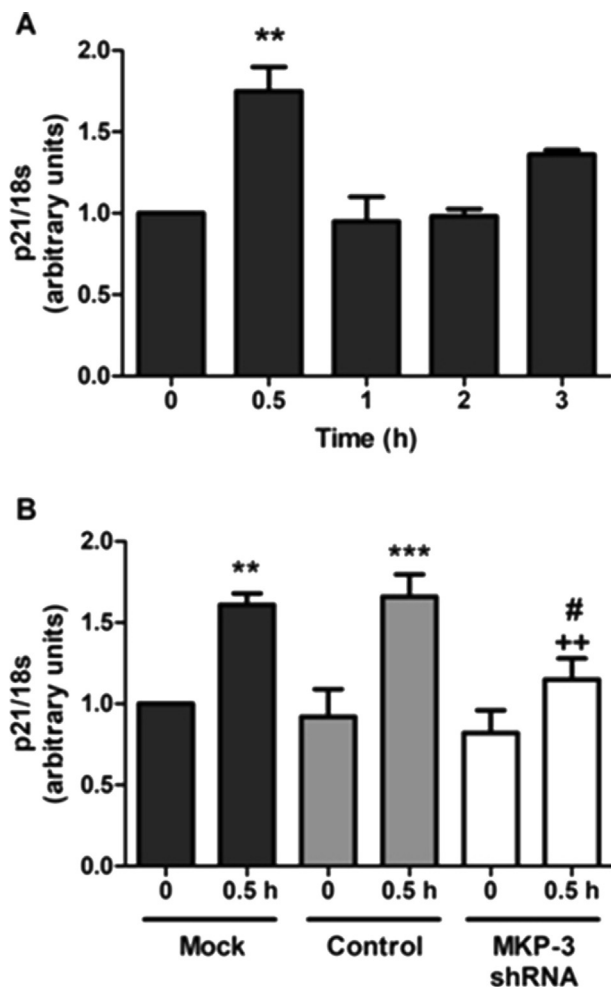 A
p21/18s
(arbitrary units)
2.0
1.5
1.0
0.5
0.0
**
0 0.5 1 2 3
Time (h)
B
p21/18s
(arbitrary units)
2.0
1.5
1.0
0.5
0.0
** *** #
++
0 0.5 h 0 0.5 h 0 0.5 h
Mock Control MKP-3
shRNA